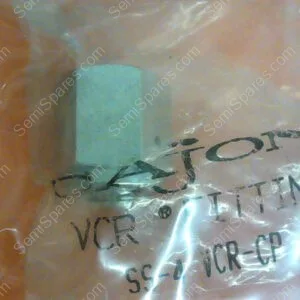 CAJON
VCR ® FITTIN
VCR-CP
SemiSpares.com